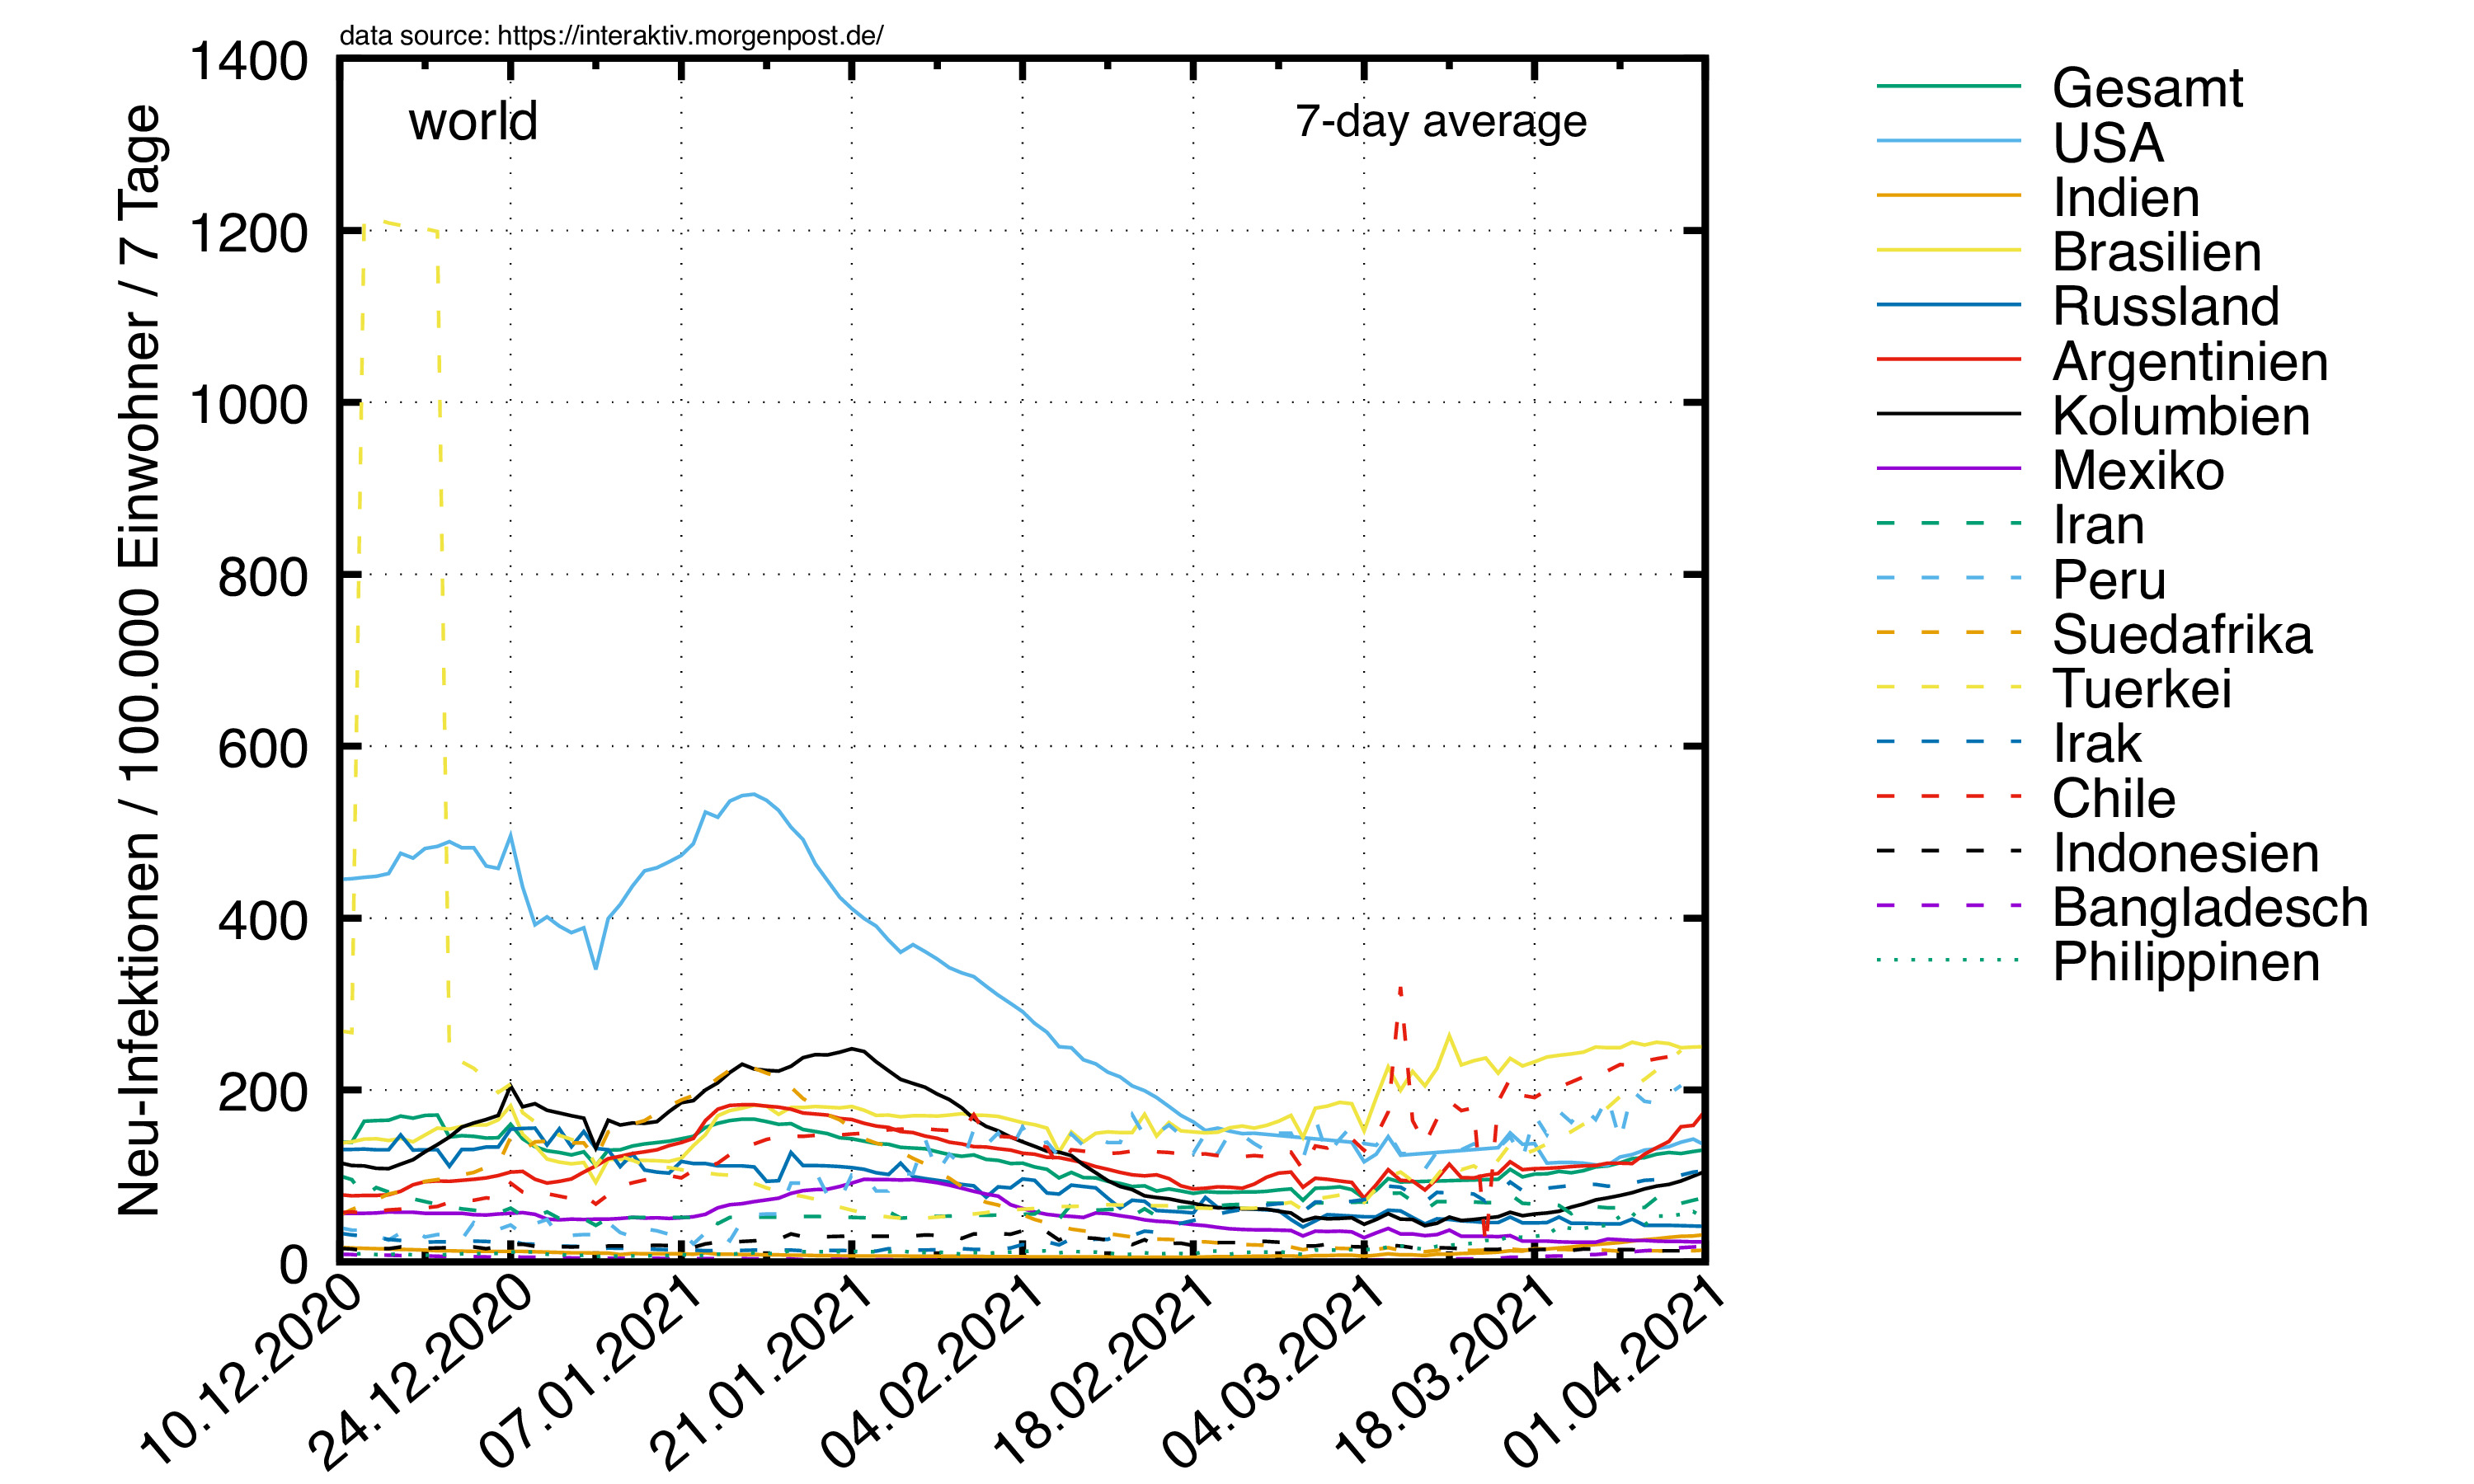 data source: https://interaktiv.morgenpost.de/
1400
world
7-day average
1200
1000
800
600
400
200
0
Neu-Infektionen / 100.000 Einwohner / 7 Tage
10.12.2020
24.12.2020
07.01.2021
21.01.2021
04.02.2021
18.02.2021
04.03.2021
18.03.2021
01.04.2021
Gesamt
USA
Indien
Brasilien
Russland
Argentinien
Kolumbien
Mexiko
Iran
Peru
Suedafrika
Tuerkei
Irak
Chile
Indonesien
Bangladesch
Philippinen